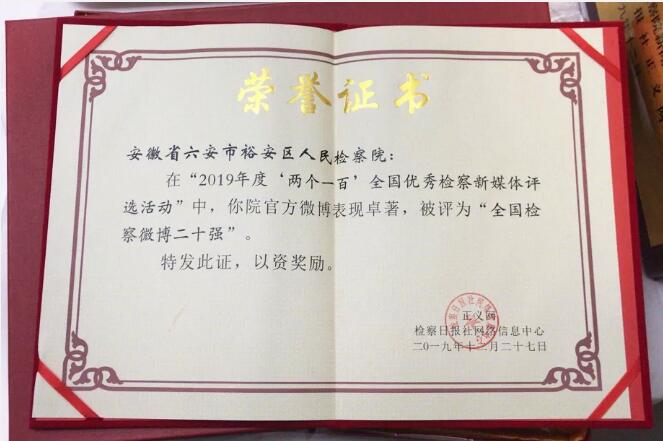 荣誉证书
安徽省六安市裕安区人民检察院：
在“2019年度‘两个一百’全国优秀检察新媒体评
选活动”中，你院官方微博表现卓著，被评为“全国检
察微博二十强”。
特发此证，以资奖励。
正义网
检察日报社网络信息中心
二〇一九年十二月二十七日